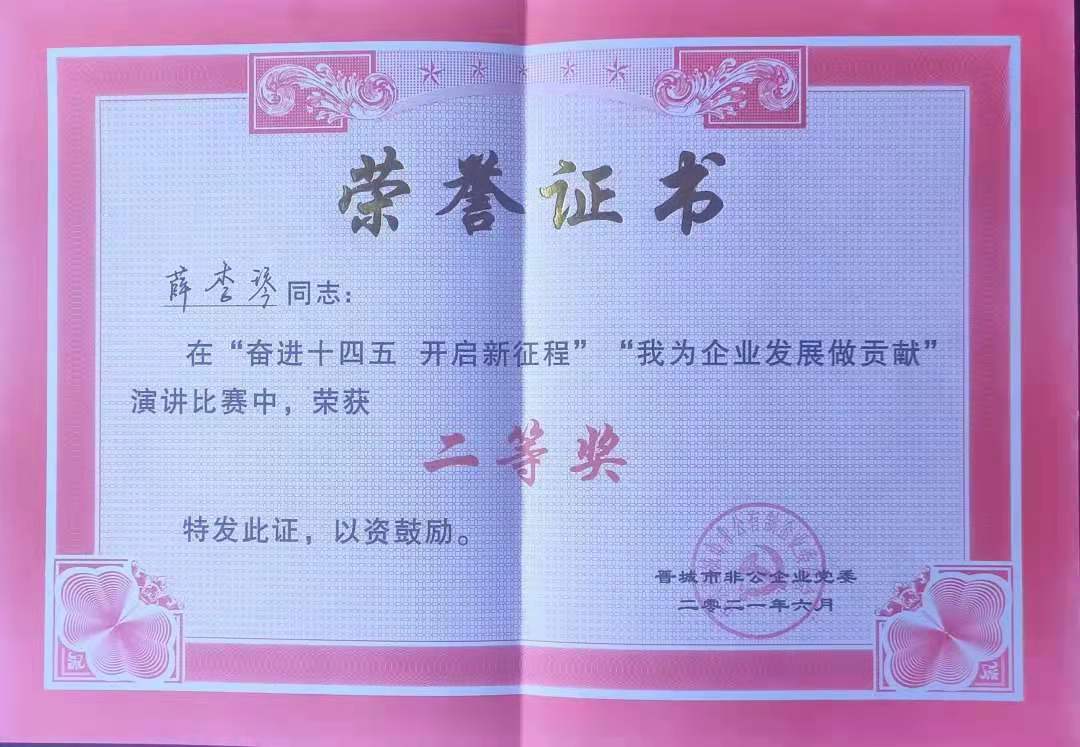 荣誉证书
薛李琴同志：
在“奋进十四五 开启新征程”“我为企业发展做贡献”
演讲比赛中，荣获
二等奖
特发此证，以资鼓励。
晋城市非公企业党委
二零二一年六月